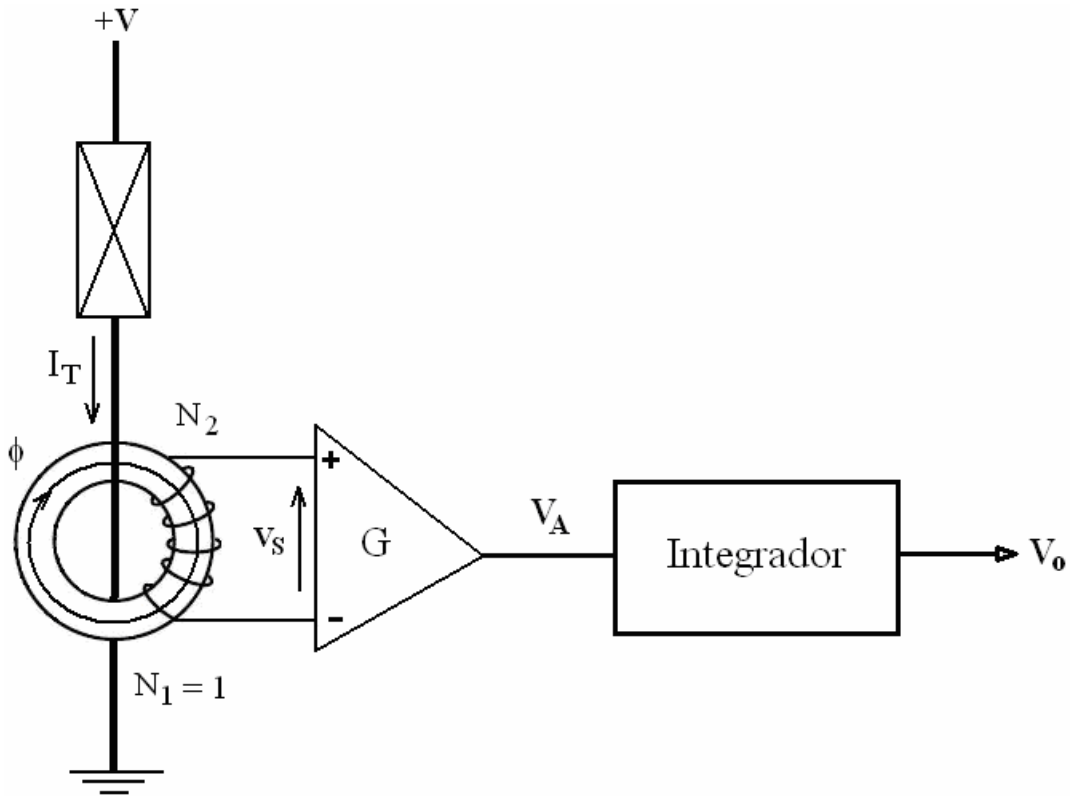 +V
I_T
N_2
ϕ
+
v_S
G
-
V_A
Integrador
V_o
N_1 = 1